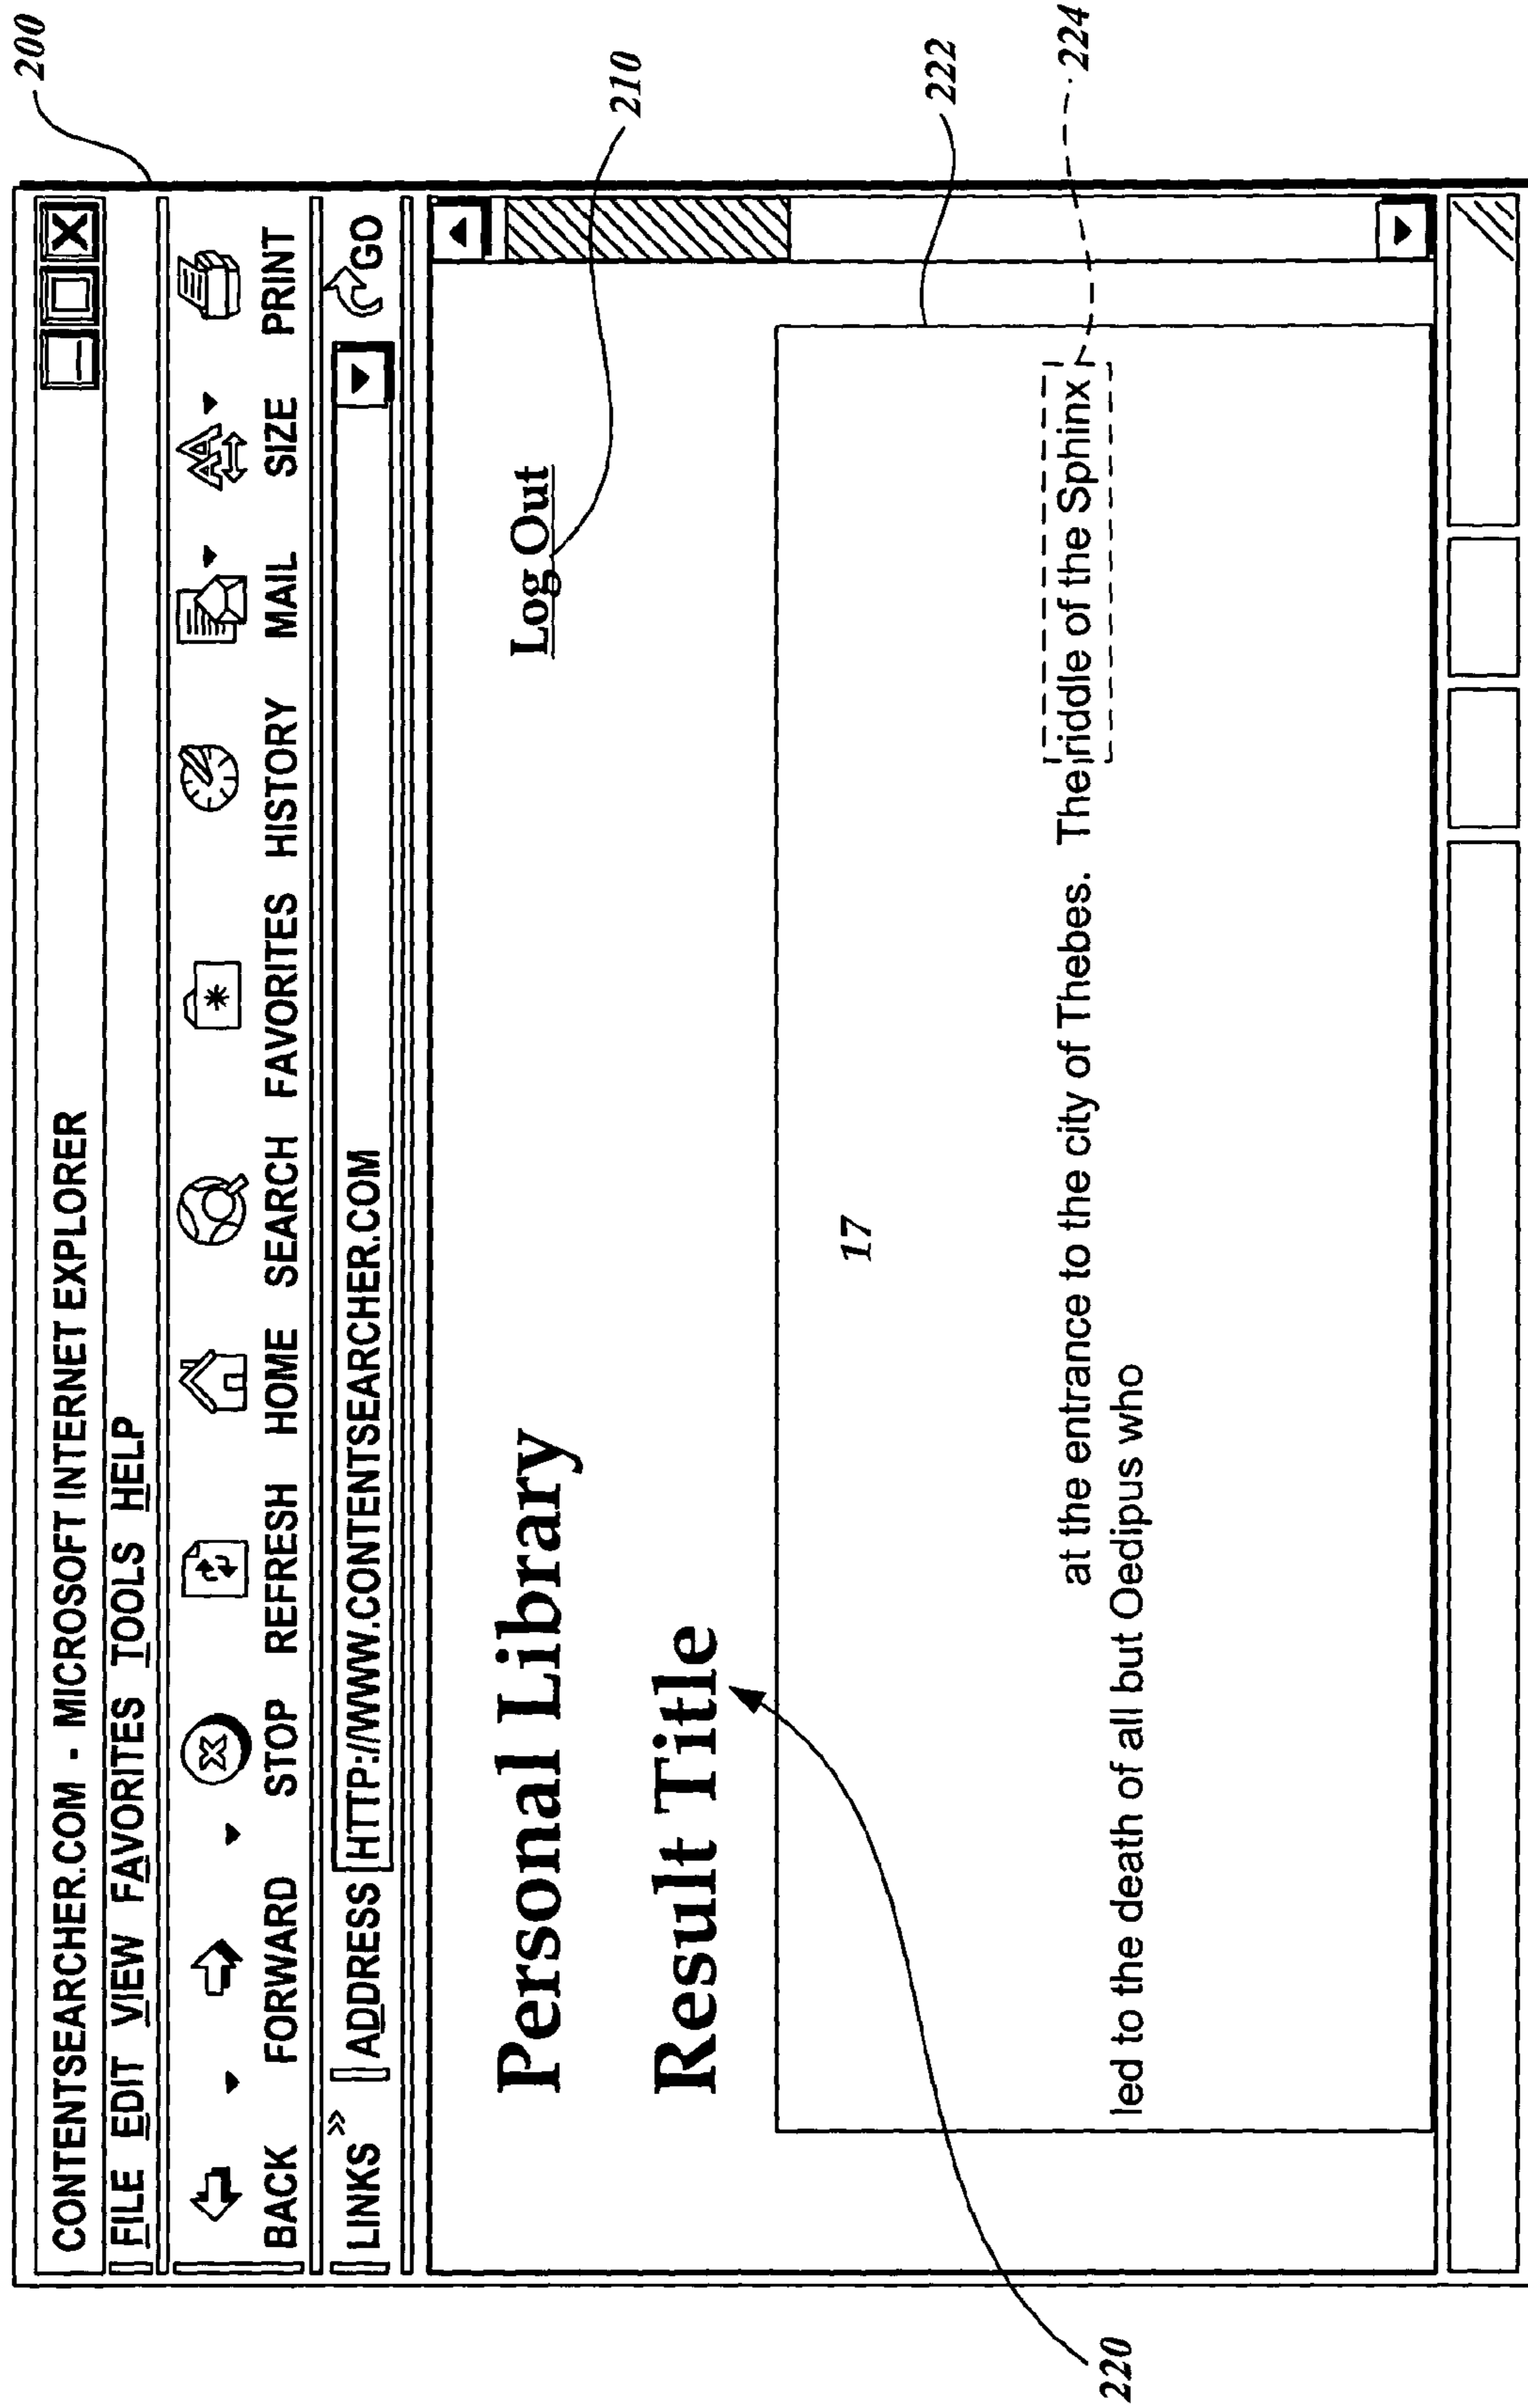 200
CONTENTSEARCHER.COM - MICROSOFT INTERNET EXPLORER
FILE EDIT VIEW FAVORITES TOOLS HELP
BACK FORWARD STOP REFRESH HOME SEARCH FAVORITES HISTORY MAIL SIZE PRINT
LINKS » ADDRESS HTTP://WWW.CONTENTSEARCHER.COM GO
Personal Library Log Out
210
Result Title
17
222
at the entrance to the city of Thebes. The riddle of the Sphinx
224
led to the death of all but Oedipus who
220